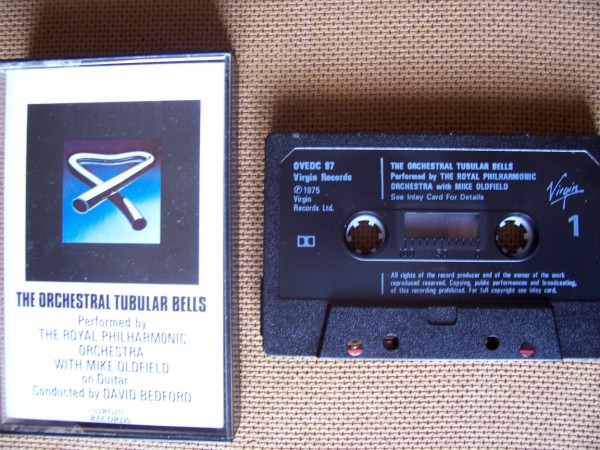 THE ORCHESTRAL TUBULAR BELLS
Performed by
THE ROYAL PHILHARMONIC
ORCHESTRA
WITH MIKE OLDFIELD
on Guitar
Conducted by DAVID BEDFORD
VIRGIN
RECORDS
OVEDC 97
Virgin Records
℗ 1975
Virgin
Records Ltd.
THE ORCHESTRAL TUBULAR BELLS
Performed by THE ROYAL PHILHARMONIC
ORCHESTRA with MIKE OLDFIELD
See Inlay Card For Details
Virgin
1
100 50
All rights of the record producer and of the owner of the work
reproduced reserved. Copying, public performances and broadcasting,
of this recording prohibited. For full copyright see inlay card.